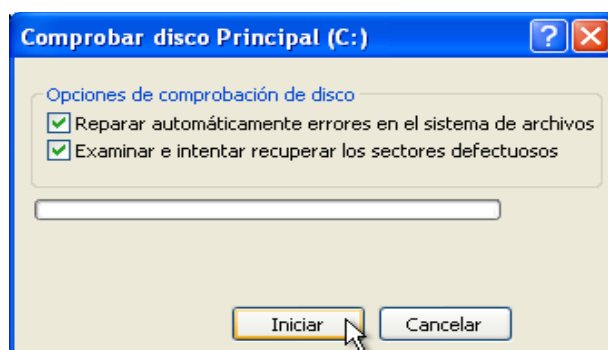 Comprobar disco Principal (C:)
Opciones de comprobación de disco
Reparar automáticamente errores en el sistema de archivos
Examinar e intentar recuperar los sectores defectuosos
Iniciar Cancelar